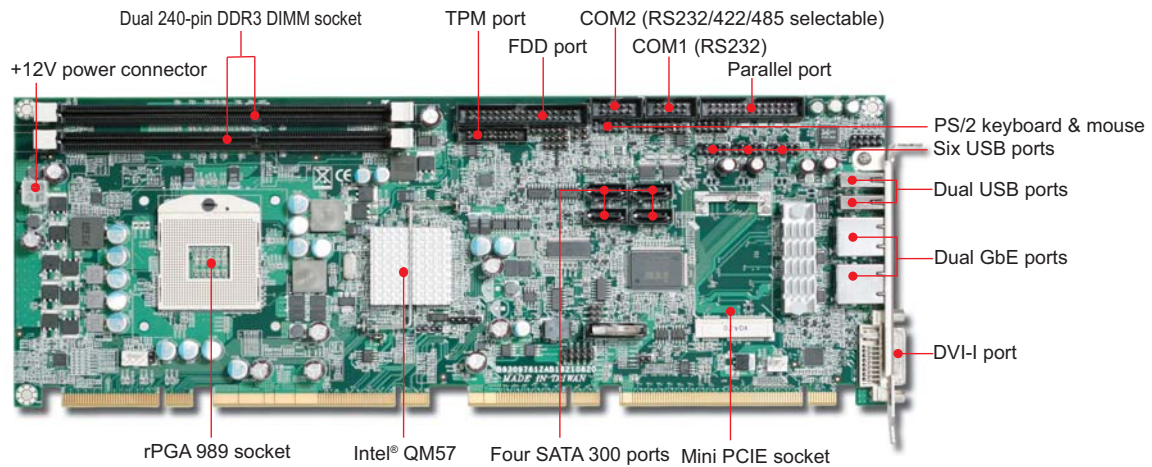 Dual 240-pin DDR3 DIMM socket
TPM port
COM2 (RS232/422/485 selectable)
FDD port
COM1 (RS232)
+12V power connector
Parallel port
PS/2 keyboard & mouse
Six USB ports
Dual USB ports
Dual GbE ports
DVI-I port
CE
MADE IN TAIWAN
rPGA 989 socket
Intel® QM57
Four SATA 300 ports
Mini PCIE socket